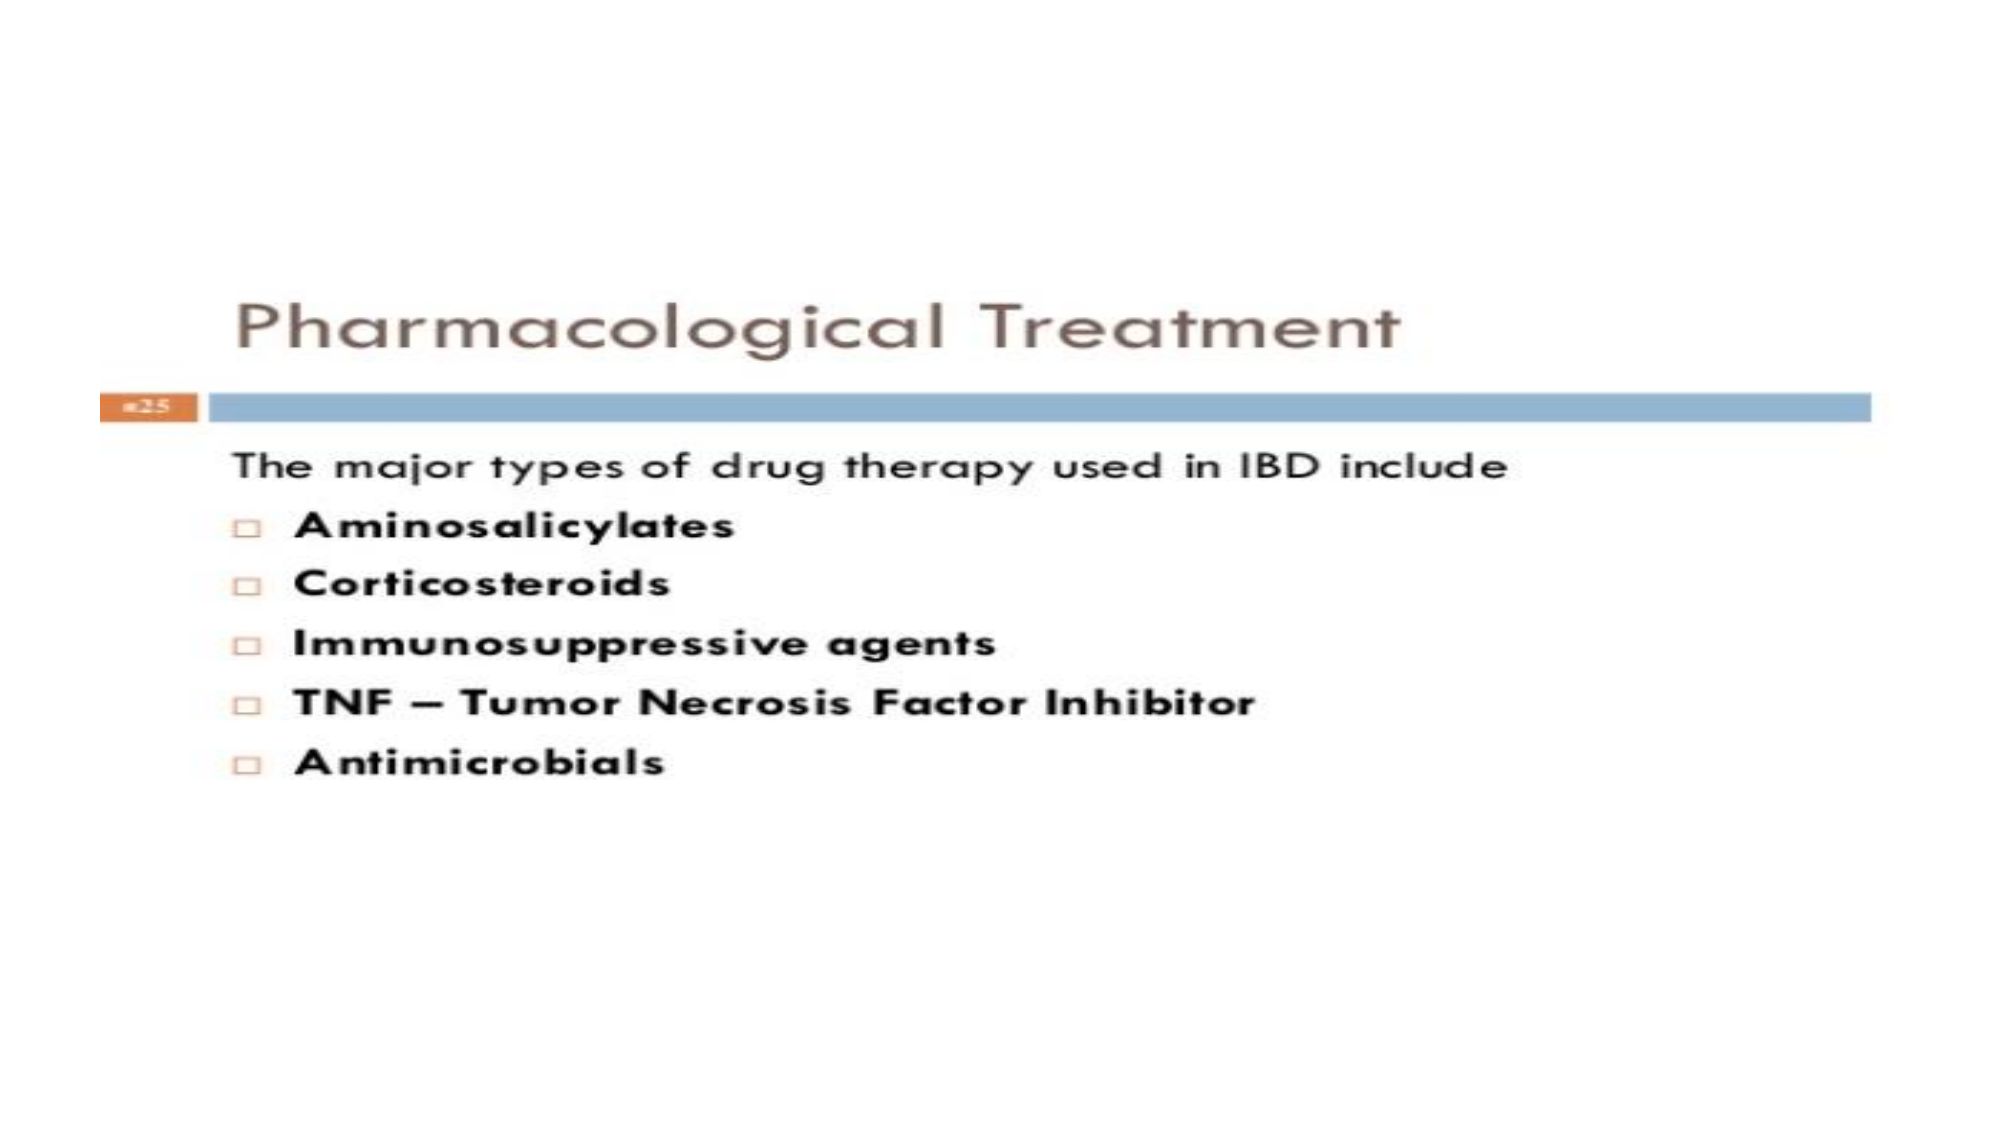 Pharmacological Treatment
25
The major types of drug therapy used in IBD include
Aminosalicylates
Corticosteroids
Immunosuppressive agents
TNF – Tumor Necrosis Factor Inhibitor
Antimicrobials